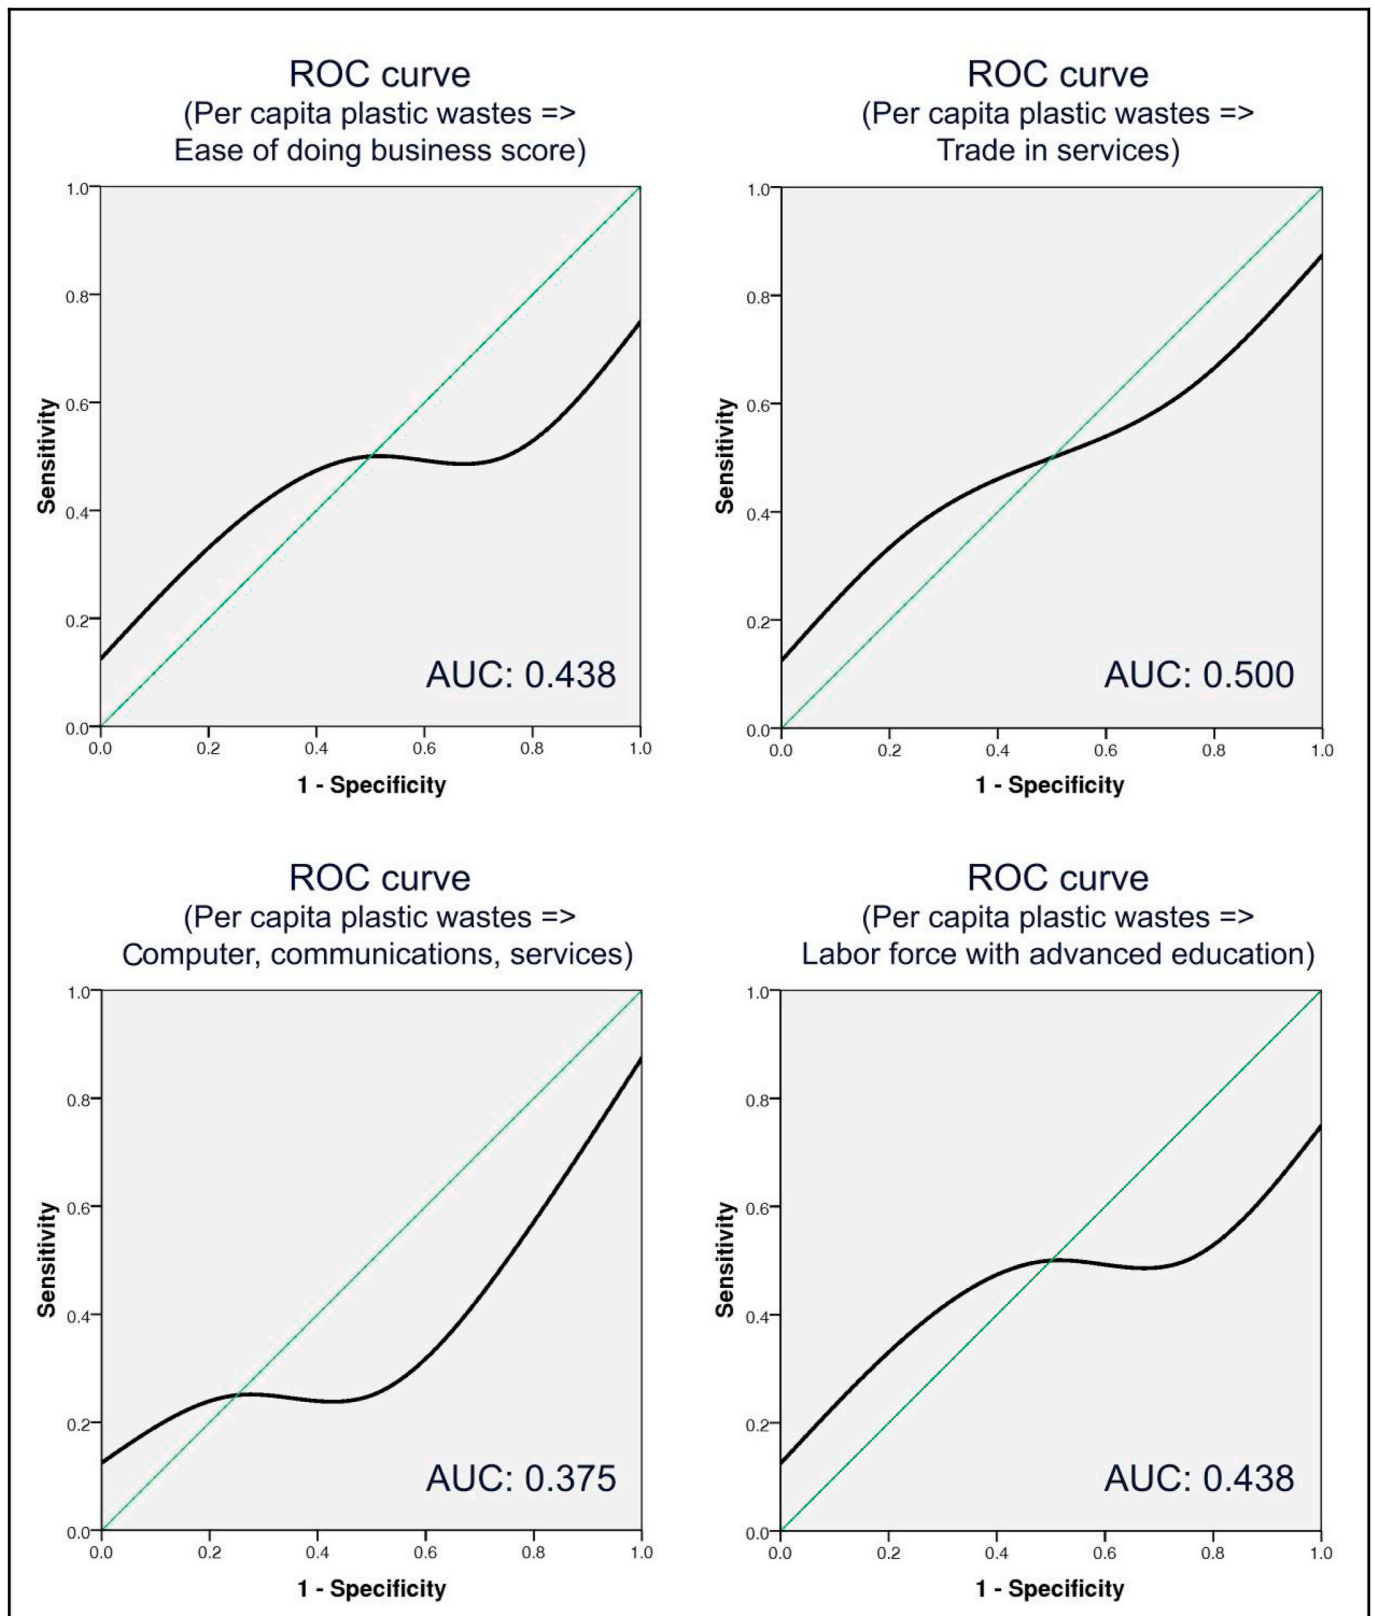 ROC curve
(Per capita plastic wastes =>
Ease of doing business score)
1.0
0.8
0.6
0.4
0.2
0.0
Sensitivity
AUC: 0.438
0.0 0.2 0.4 0.6 0.8 1.0
1 - Specificity
ROC curve
(Per capita plastic wastes =>
Trade in services)
1.0
0.8
0.6
0.4
0.2
0.0
Sensitivity
AUC: 0.500
0.0 0.2 0.4 0.6 0.8 1.0
1 - Specificity
ROC curve
(Per capita plastic wastes =>
Computer, communications, services)
1.0
0.8
0.6
0.4
0.2
0.0
Sensitivity
AUC: 0.375
0.0 0.2 0.4 0.6 0.8 1.0
1 - Specificity
ROC curve
(Per capita plastic wastes =>
Labor force with advanced education)
1.0
0.8
0.6
0.4
0.2
0.0
Sensitivity
AUC: 0.438
0.0 0.2 0.4 0.6 0.8 1.0
1 - Specificity